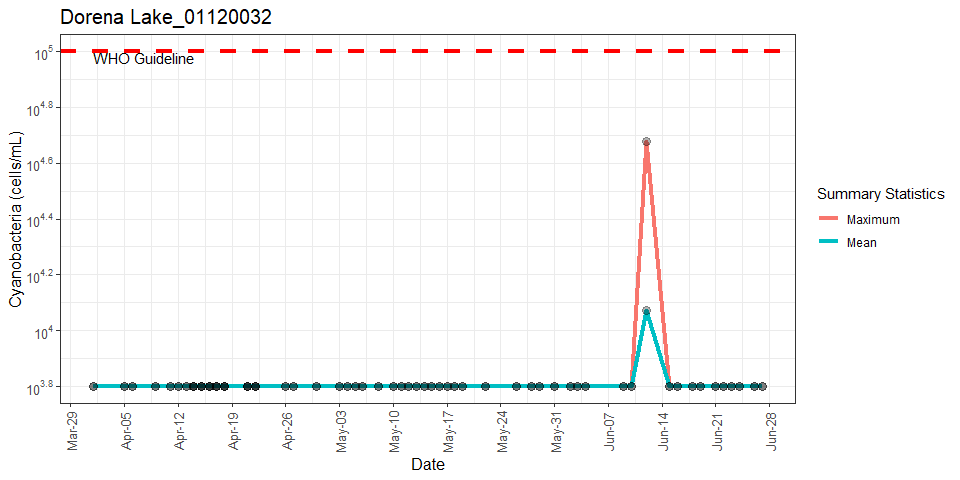 Dorena Lake_01120032
Cyanobacteria (cells/mL)
10^5
10^4.8
10^4.6
10^4.4
10^4.2
10^4
10^3.8
WHO Guideline
Mar-29
Apr-05
Apr-12
Apr-19
Apr-26
May-03
May-10
May-17
May-24
May-31
Jun-07
Jun-14
Jun-21
Jun-28
Date
Summary Statistics
Maximum
Mean